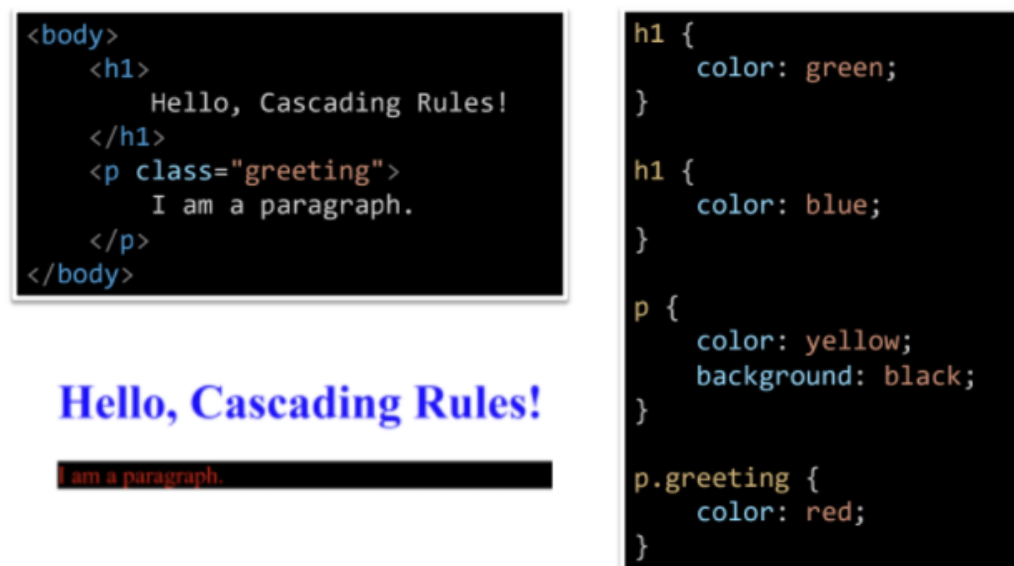 <body>
<h1>
Hello, Cascading Rules!
</h1>
<p class="greeting">
I am a paragraph.
</p>
</body>
Hello, Cascading Rules!
I am a paragraph.
h1 {
color: green;
}
h1 {
color: blue;
}
p {
color: yellow;
background: black;
}
p.greeting {
color: red;
}